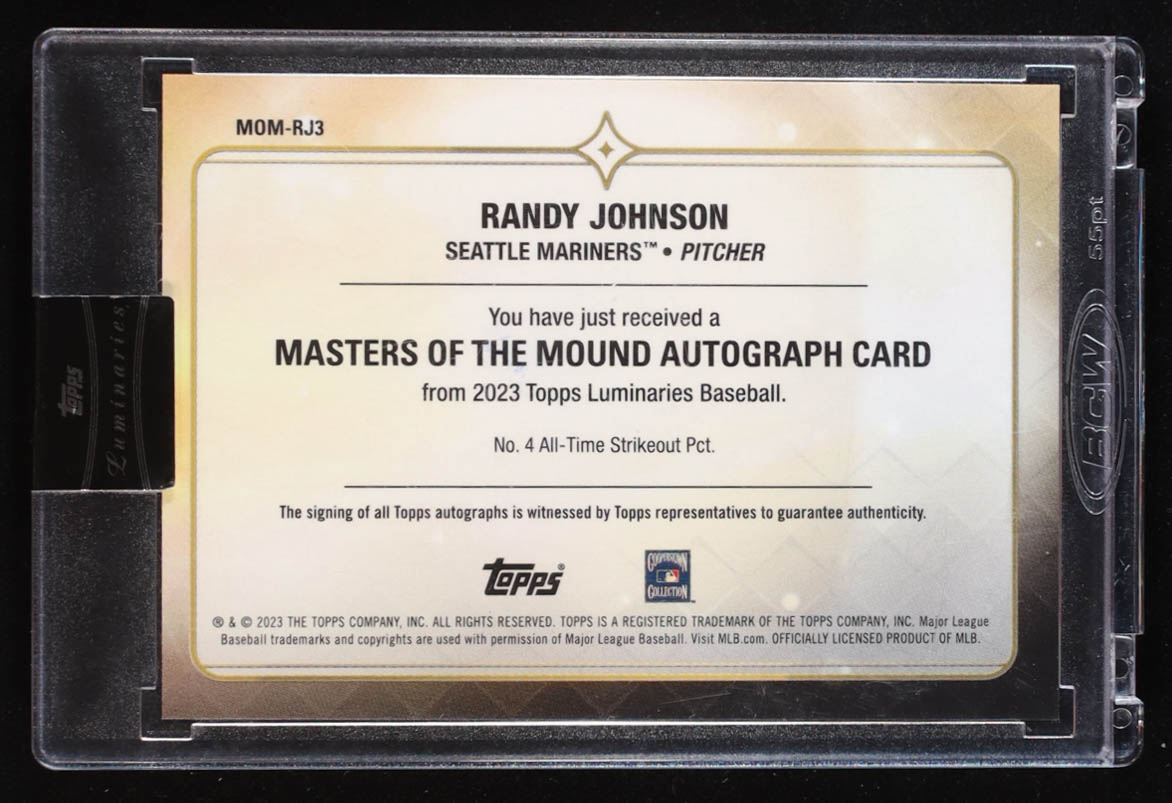 MOM-RJ3
RANDY JOHNSON
SEATTLE MARINERS™ • PITCHER
You have just received a
MASTERS OF THE MOUND AUTOGRAPH CARD
from 2023 Topps Luminaries Baseball.
No. 4 All-Time Strikeout Pct.
The signing of all Topps autographs is witnessed by Topps representatives to guarantee authenticity.
topps®
COOPERSTOWN
COLLECTION
® & © 2023 THE TOPPS COMPANY, INC. ALL RIGHTS RESERVED. TOPPS IS A REGISTERED TRADEMARK OF THE TOPPS COMPANY, INC. Major League
Baseball trademarks and copyrights are used with permission of Major League Baseball. Visit MLB.com. OFFICIALLY LICENSED PRODUCT OF MLB.
topps
Luminaries
55pt
BCW